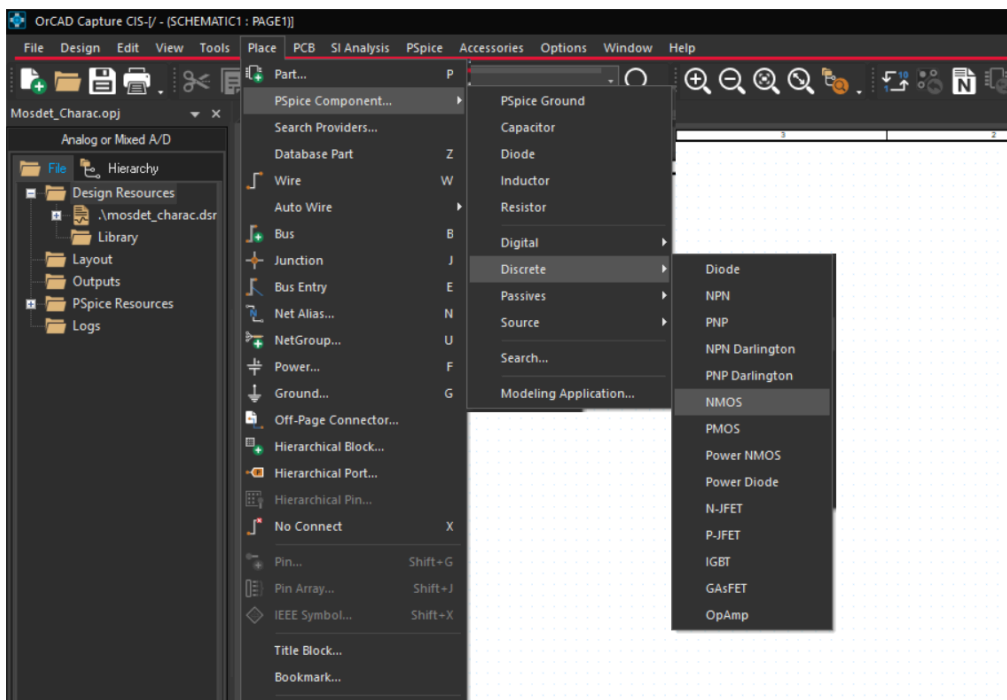 OrCAD Capture CIS-[/ - (SCHEMATIC1 : PAGE1)]
File Design Edit View Tools Place PCB SI Analysis PSpice Accessories Options Window Help
Mosdet_Charac.opj
Analog or Mixed A/D
File Hierarchy
Design Resources
.\mosdet_charac.dsr
Library
Layout
Outputs
PSpice Resources
Logs
Part... P
PSpice Component...
Search Providers...
Database Part Z
Wire W
Auto Wire
Bus B
Junction J
Bus Entry E
Net Alias... N
NetGroup... U
Power... F
Ground... G
Off-Page Connector...
Hierarchical Block...
Hierarchical Port...
Hierarchical Pin...
No Connect X
Pin... Shift+G
Pin Array... Shift+J
IEEE Symbol... Shift+X
Title Block...
Bookmark...
PSpice Ground
Capacitor
Diode
Inductor
Resistor
Digital
Discrete
Passives
Source
Search...
Modeling Application...
Diode
NPN
PNP
NPN Darlington
PNP Darlington
NMOS
PMOS
Power NMOS
Power Diode
N-JFET
P-JFET
IGBT
GAsFET
OpAmp
3
2